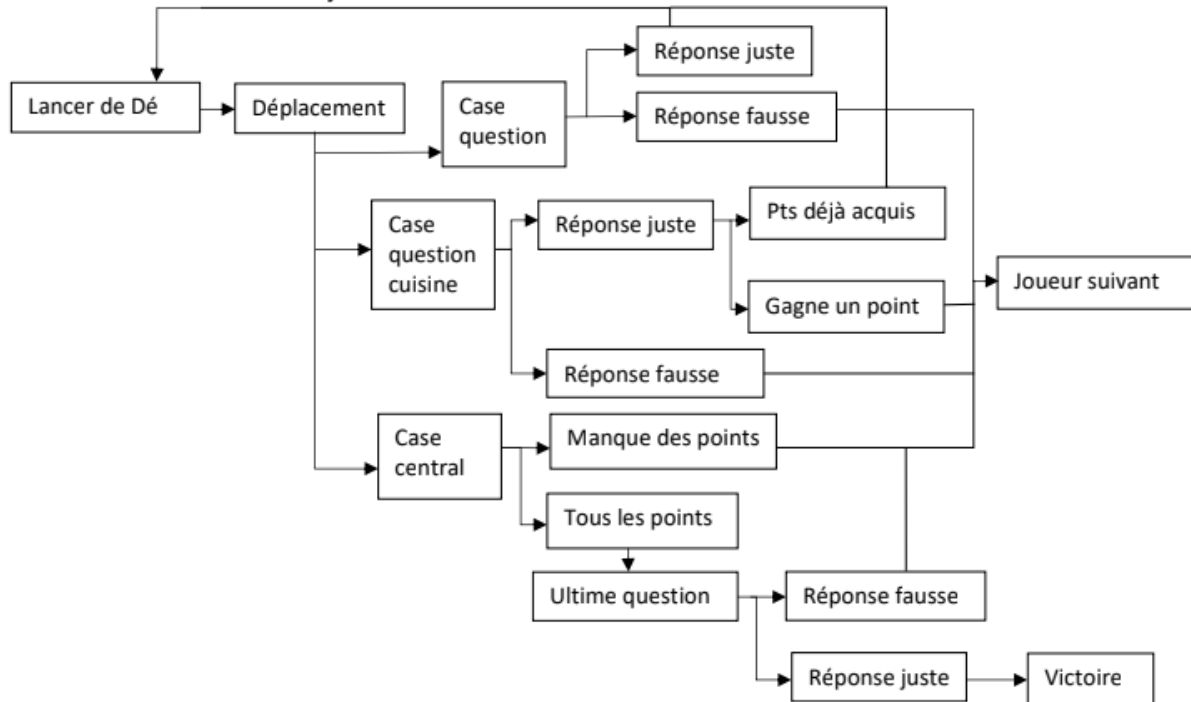 Réponse juste
Lancer de Dé
Déplacement
Case
question
Réponse fausse
Case
question
cuisine
Réponse juste
Pts déjà acquis
Gagne un point
Joueur suivant
Réponse fausse
Case
central
Manque des points
Tous les points
Ultime question
Réponse fausse
Réponse juste
Victoire